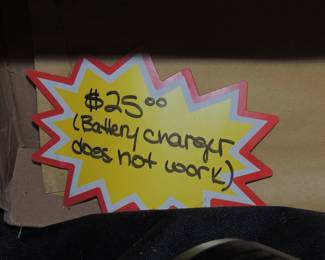 $25.00
(Battery charger
does not work)